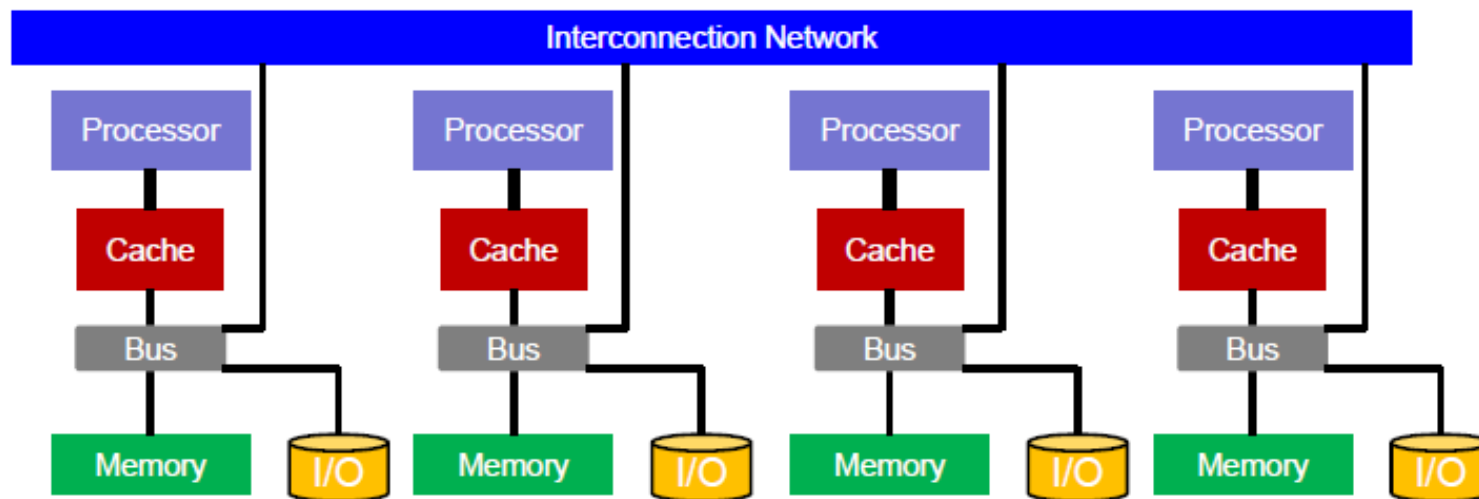 Interconnection Network
Processor Processor Processor Processor
Cache Cache Cache Cache
Bus Bus Bus Bus
Memory I/O Memory I/O Memory I/O Memory I/O